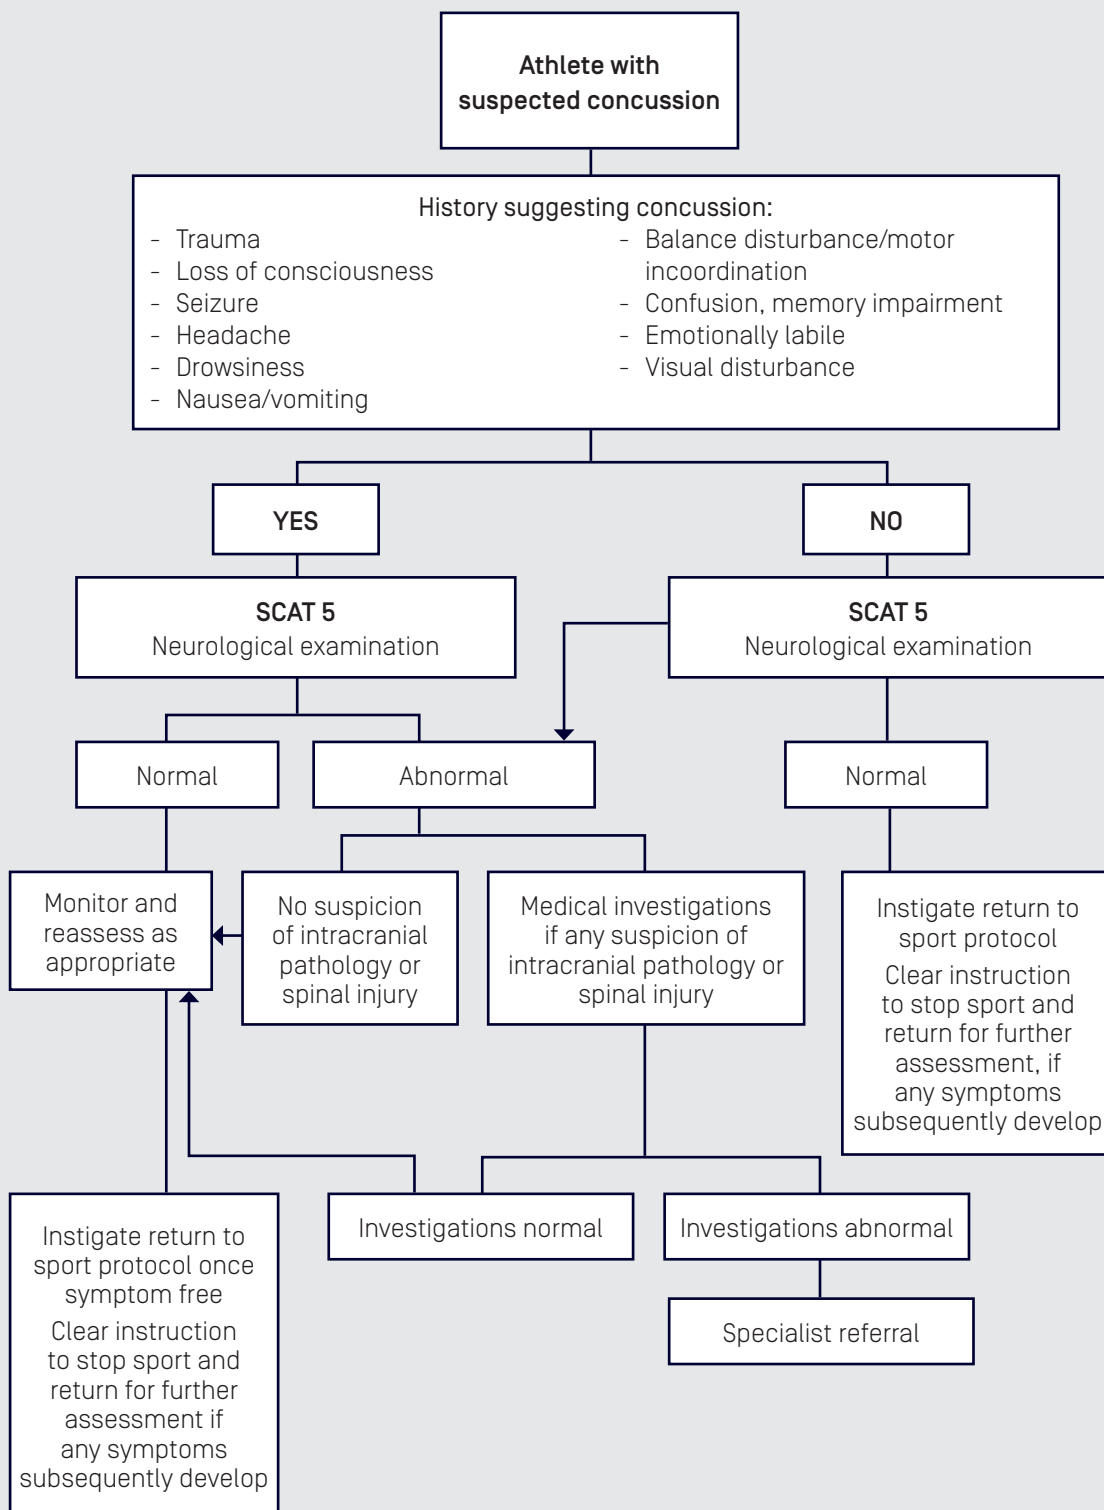 Athlete with
suspected concussion
History suggesting concussion:
- Trauma
- Loss of consciousness
- Seizure
- Headache
- Drowsiness
- Nausea/vomiting
- Balance disturbance/motor
incoordination
- Confusion, memory impairment
- Emotionally labile
- Visual disturbance
YES
NO
SCAT 5
Neurological examination
SCAT 5
Neurological examination
Normal
Abnormal
Normal
Monitor and
reassess as
appropriate
No suspicion
of intracranial
pathology or
spinal injury
Medical investigations
if any suspicion of
intracranial pathology or
spinal injury
Instigate return to
sport protocol
Clear instruction
to stop sport and
return for further
assessment, if
any symptoms
subsequently develop
Instigate return to
sport protocol once
symptom free
Clear instruction
to stop sport and
return for further
assessment if
any symptoms
subsequently develop
Investigations normal
Investigations abnormal
Specialist referral